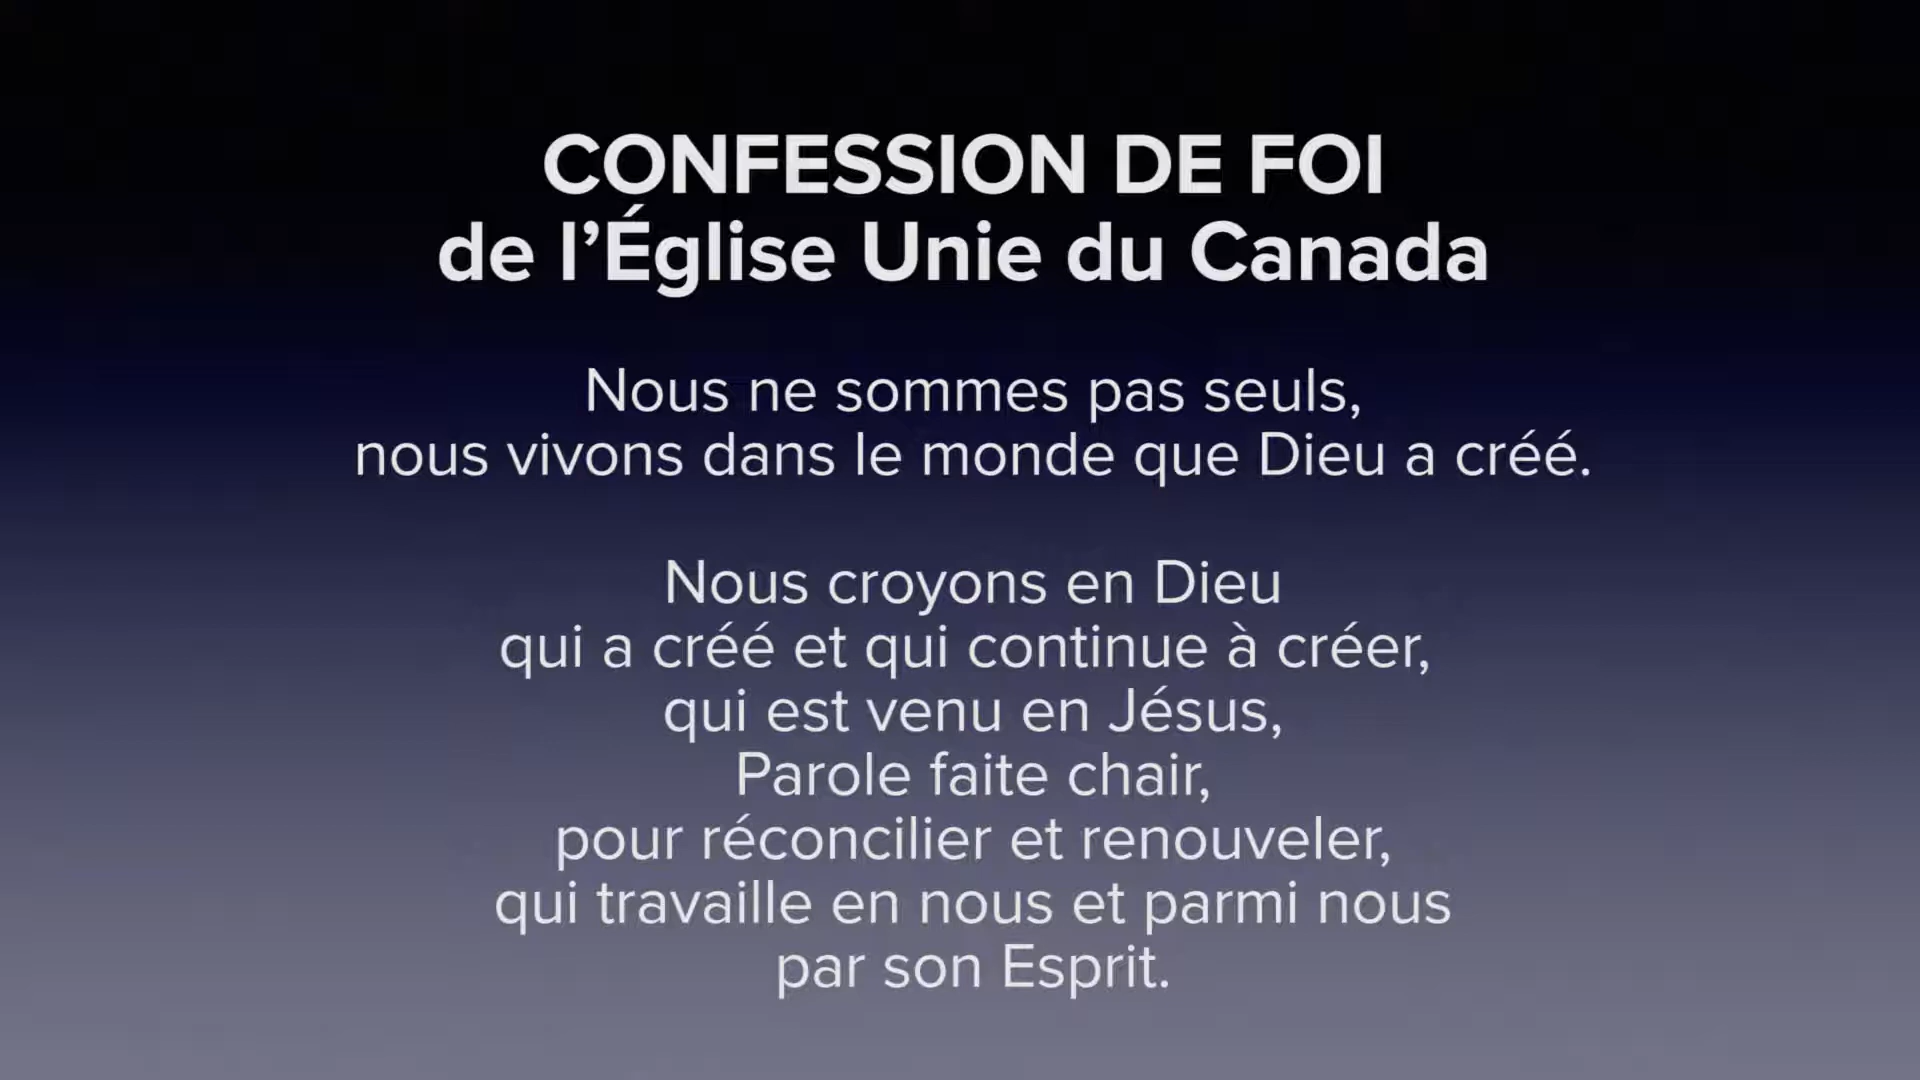 CONFESSION DE FOI
de l’Église Unie du Canada
Nous ne sommes pas seuls,
nous vivons dans le monde que Dieu a créé.
Nous croyons en Dieu
qui a créé et qui continue à créer,
qui est venu en Jésus,
Parole faite chair,
pour réconcilier et renouveler,
qui travaille en nous et parmi nous
par son Esprit.